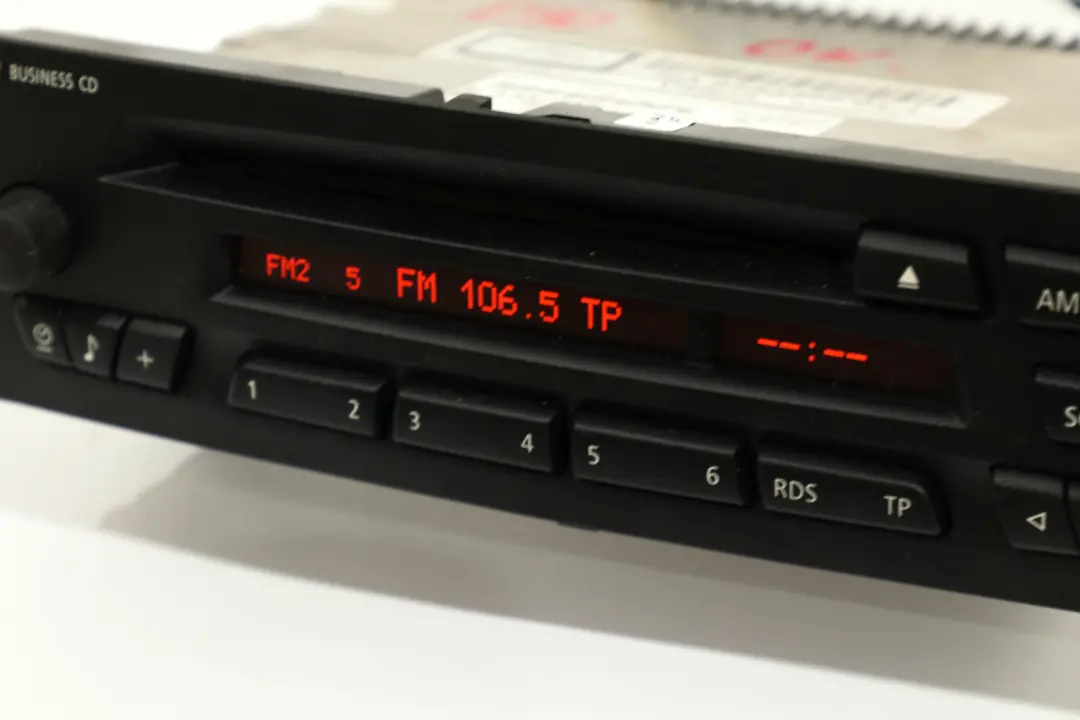 BUSINESS CD
FM2 5 FM 106.5 TP
--:--
AM
1 2
3 4
5 6
RDS TP